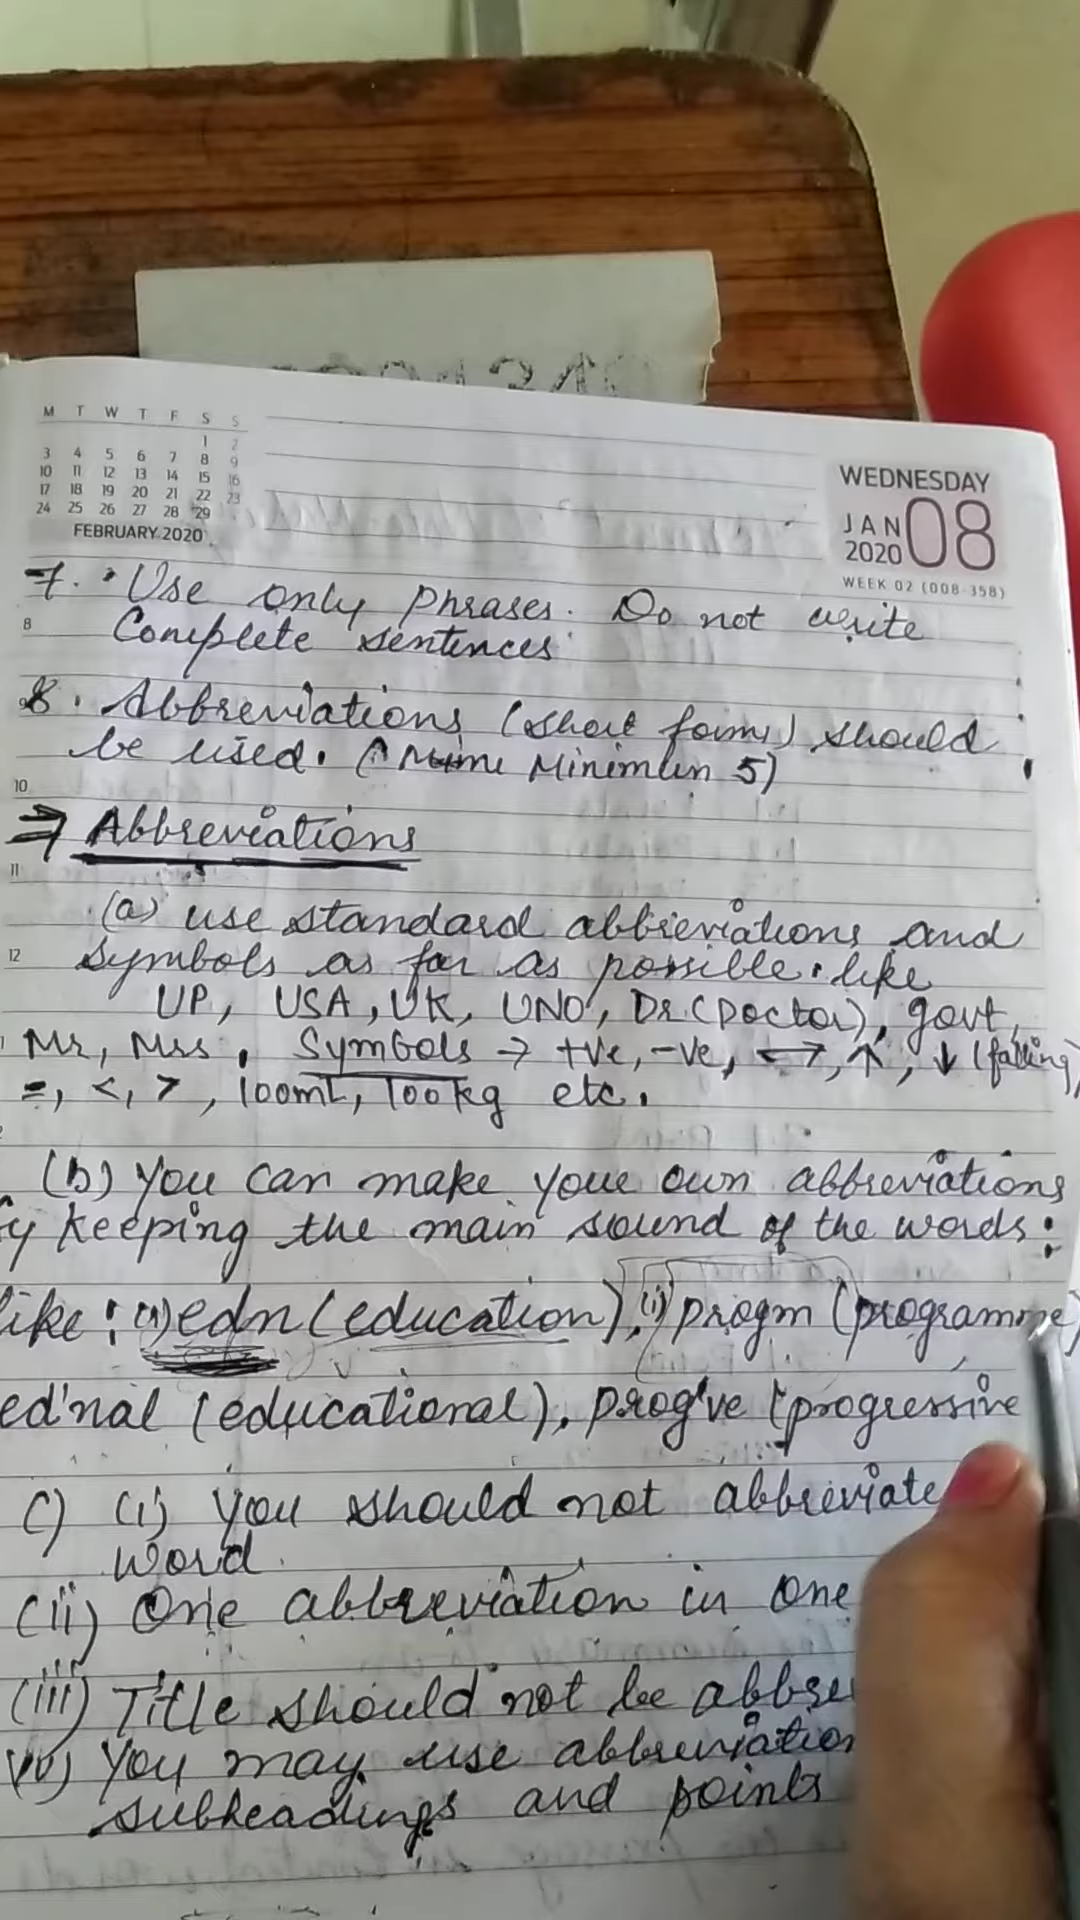 M T W T F S S
1 2
3 4 5 6 7 8 9
10 11 12 13 14 15 16
17 18 19 20 21 22 23
24 25 26 27 28 29
FEBRUARY 2020
WEDNESDAY
JAN 08
2020
WEEK 02 (008-358)
7. Use only Phrases. Do not write
8
Complete sentences
8. Abbreviations (short forms) should
be used. ( Minimum 5)
10
⇒ Abbreviations
11
(a) use standard abbreviations and
12
symbols as far as possible. like
UP, USA, UK, UNO, Dr (Doctor), govt,
1 Mr, Mrs. Symbols → +ve, -ve, ↔, ↑, ↓ (falling)
=, <, >, 100mL, 100kg etc.
(b) You can make your own abbreviations
keeping the main sound of the words:
like: edn (education), (i) progm (programme)
ed'nal (educational), prog've (progressive
C) (i) You should not abbreviate
word.
(ii) One abbreviation in one
(iii) Title should not be
You may use
subheadings and points